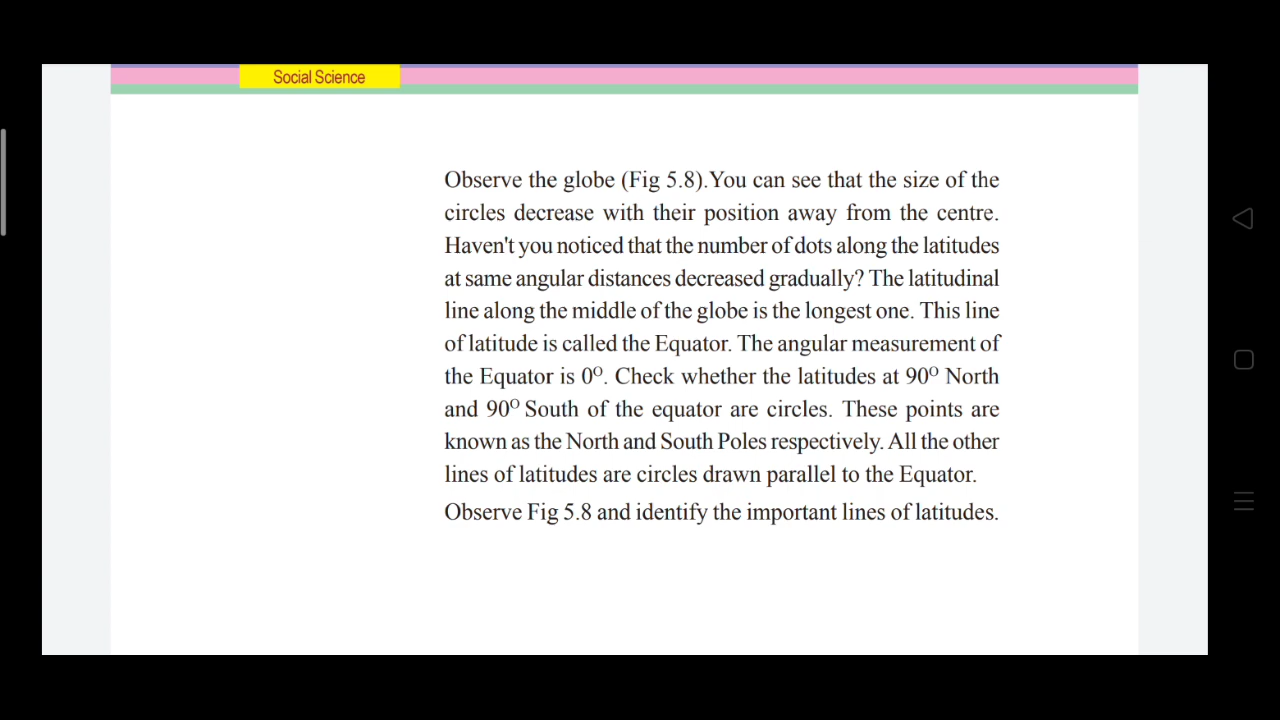 Social Science
Observe the globe (Fig 5.8).You can see that the size of the
circles decrease with their position away from the centre.
Haven't you noticed that the number of dots along the latitudes
at same angular distances decreased gradually? The latitudinal
line along the middle of the globe is the longest one. This line
of latitude is called the Equator. The angular measurement of
the Equator is 0⁰. Check whether the latitudes at 90⁰ North
and 90⁰ South of the equator are circles. These points are
known as the North and South Poles respectively. All the other
lines of latitudes are circles drawn parallel to the Equator.
Observe Fig 5.8 and identify the important lines of latitudes.